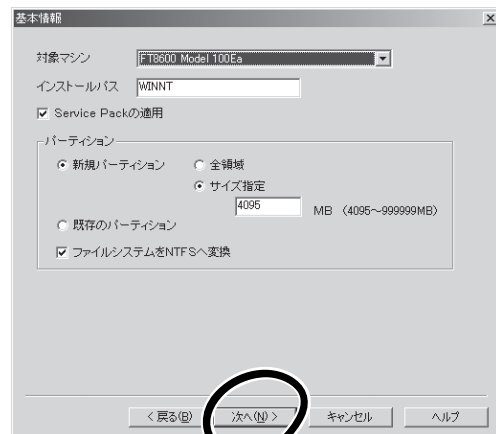 基本情報
対象マシン FT8600 Model 100Ea
インストールパス WINNT
Service Packの適用
パーティション
新規パーティション 全領域
サイズ指定
4095 MB (4095～999999MB)
既存のパーティション
ファイルシステムをNTFSへ変換
< 戻る(B) 次へ(N) > キャンセル ヘルプ